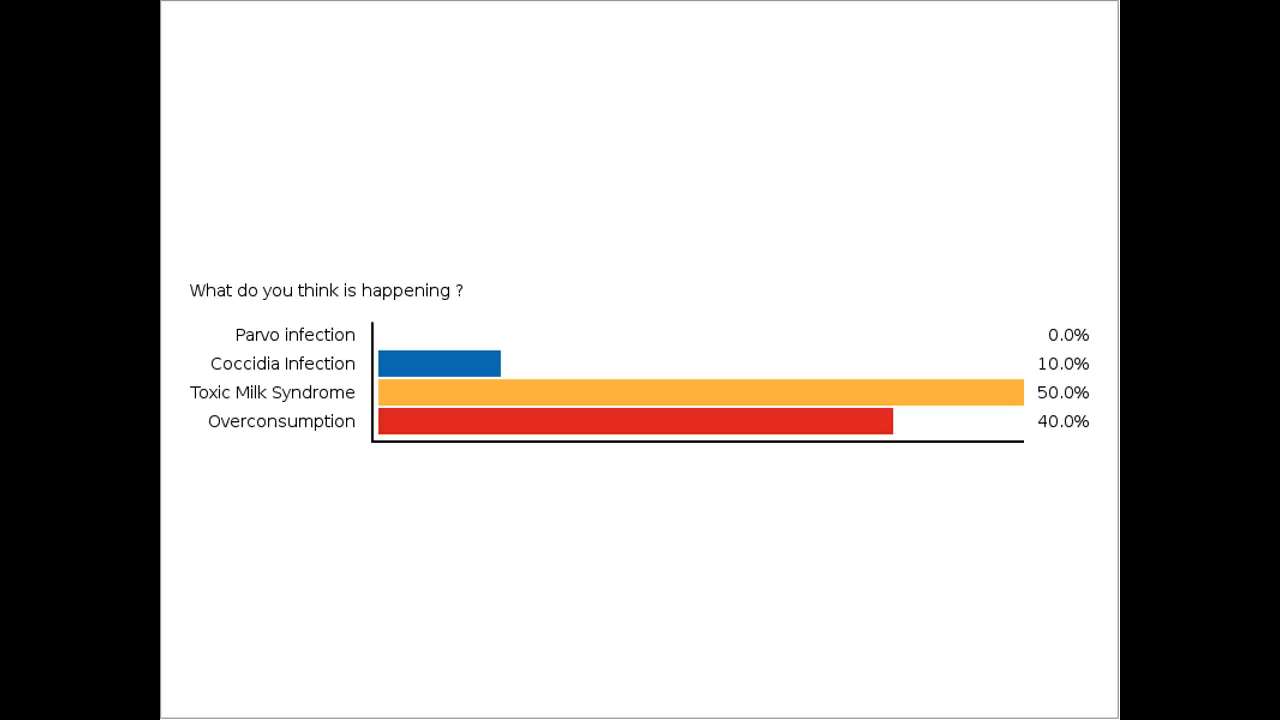 What do you think is happening ?
Parvo infection 0.0%
Coccidia Infection 10.0%
Toxic Milk Syndrome 50.0%
Overconsumption 40.0%